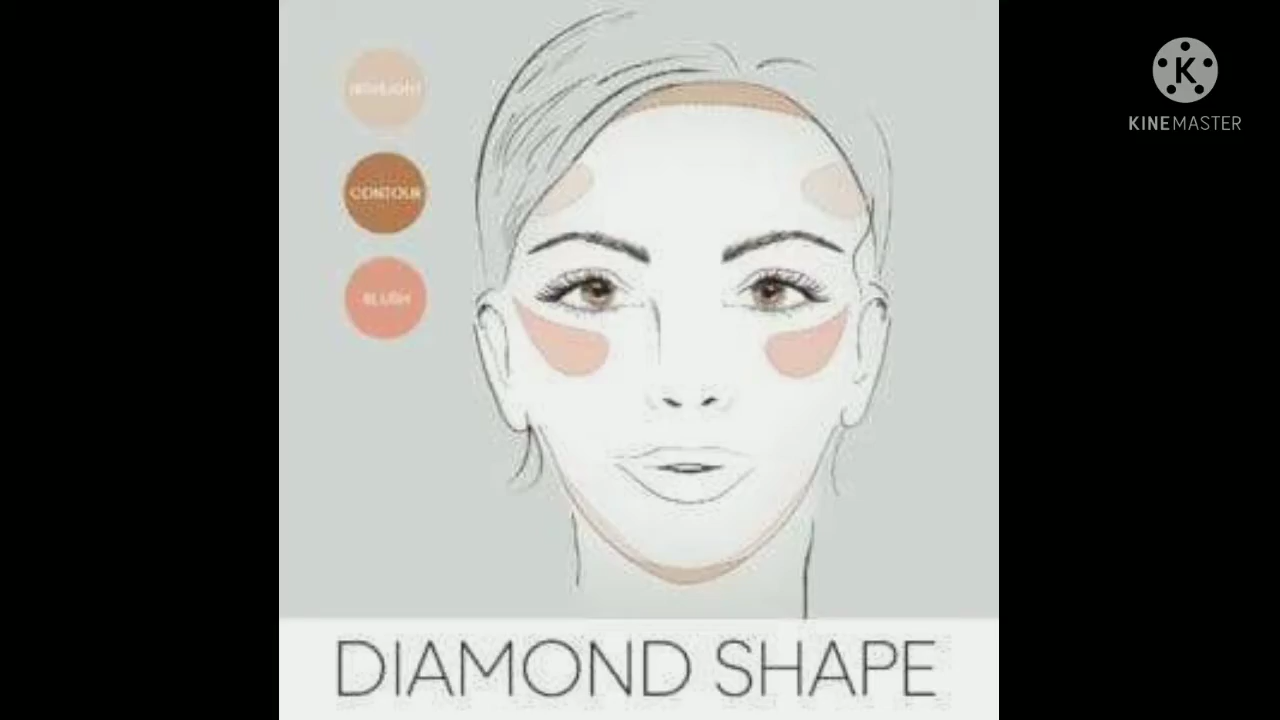 HIGHLIGHT
CONTOUR
BLUSH
KINEMASTER
DIAMOND SHAPE